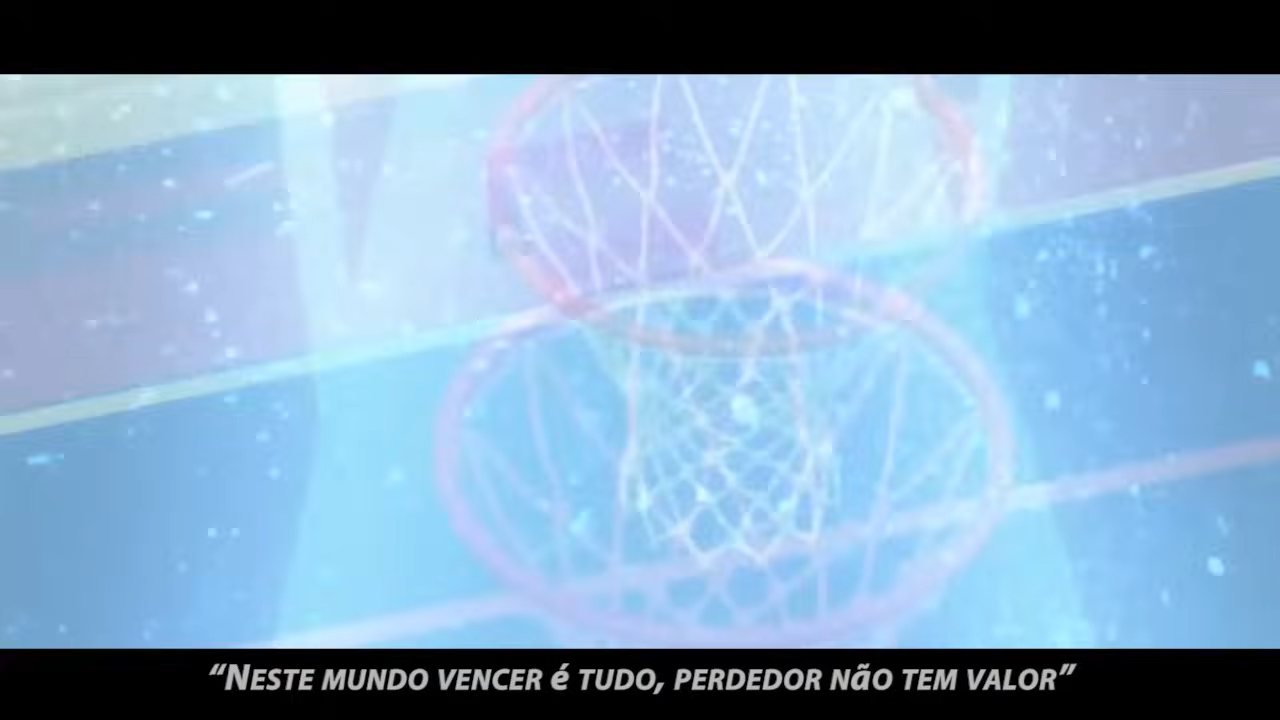 “NESTE MUNDO VENCER é TUDO, PERDEDOR NãO TEM VALOR”